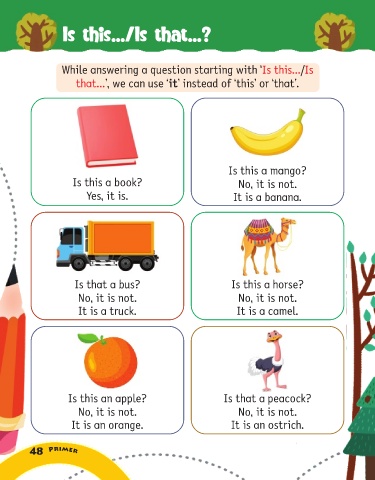 Is this.../Is that...?
While answering a question starting with 'Is this.../Is
that...', we can use 'it' instead of 'this' or 'that'.
Is this a book?
Yes, it is.
Is this a mango?
No, it is not.
It is a banana.
Is that a bus?
No, it is not.
It is a truck.
Is this a horse?
No, it is not.
It is a camel.
Is this an apple?
No, it is not.
It is an orange.
Is that a peacock?
No, it is not.
It is an ostrich.
48 PRIMER